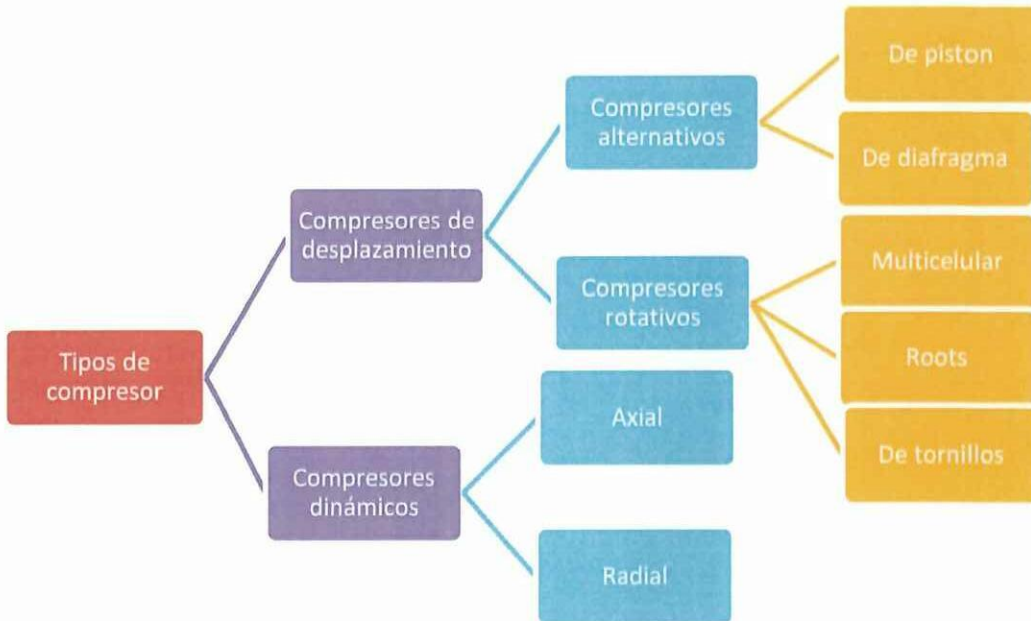 Tipos de
compresor
Compresores de
desplazamiento
Compresores
alternativos
De piston
De diafragma
Compresores
rotativos
Multicelular
Roots
De tornillos
Compresores
dinámicos
Axial
Radial